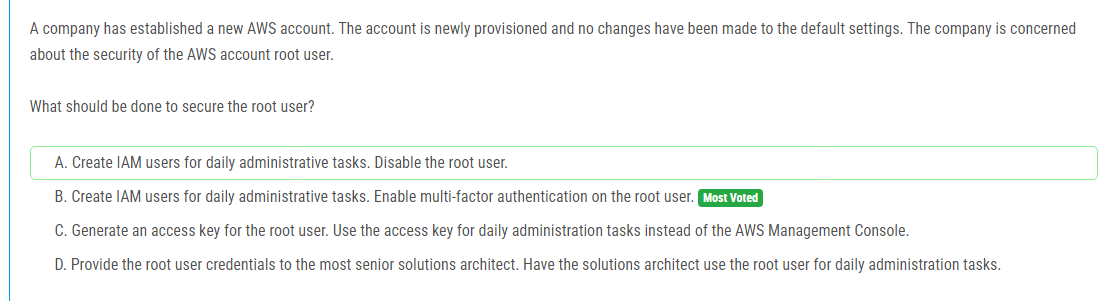 A company has established a new AWS account. The account is newly provisioned and no changes have been made to the default settings. The company is concerned
about the security of the AWS account root user.
What should be done to secure the root user?
A. Create IAM users for daily administrative tasks. Disable the root user.
B. Create IAM users for daily administrative tasks. Enable multi-factor authentication on the root user. Most Voted
C. Generate an access key for the root user. Use the access key for daily administration tasks instead of the AWS Management Console.
D. Provide the root user credentials to the most senior solutions architect. Have the solutions architect use the root user for daily administration tasks.